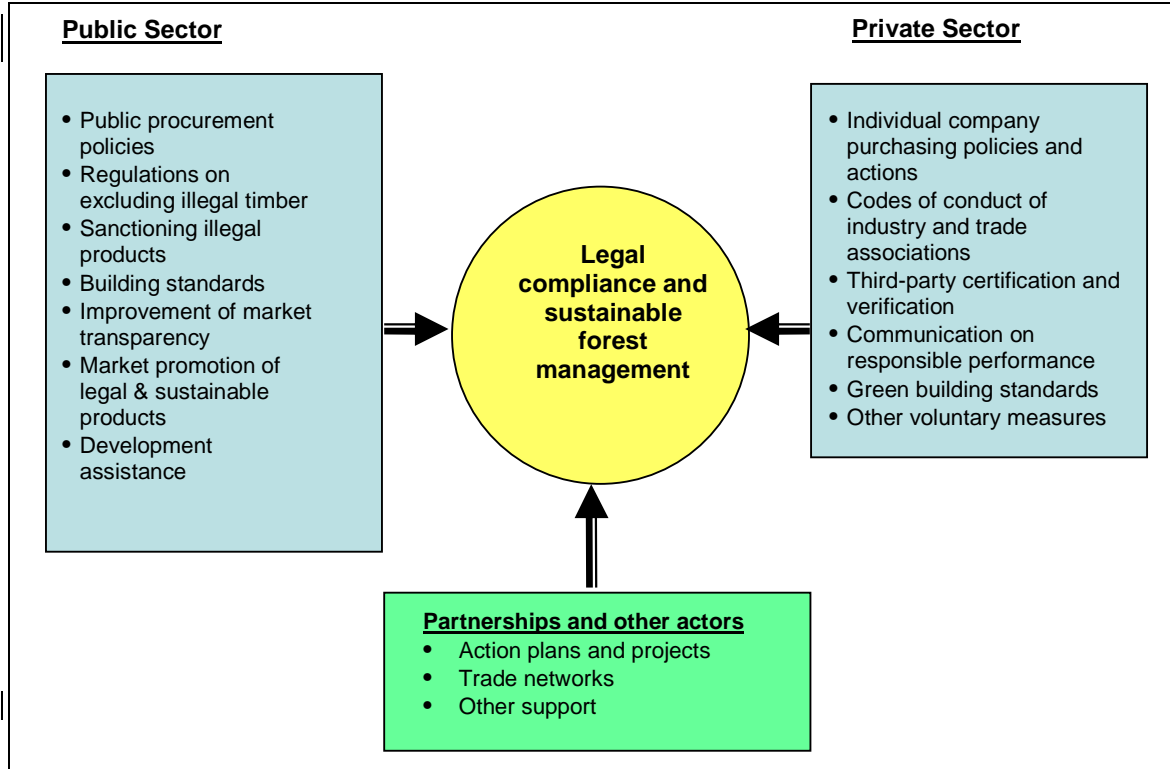 Public Sector
• Public procurement
policies
• Regulations on
excluding illegal timber
• Sanctioning illegal
products
• Building standards
• Improvement of market
transparency
• Market promotion of
legal & sustainable
products
• Development
assistance
Legal
compliance and
sustainable
forest
management
Private Sector
• Individual company
purchasing policies and
actions
• Codes of conduct of
industry and trade
associations
• Third-party certification and
verification
• Communication on
responsible performance
• Green building standards
• Other voluntary measures
Partnerships and other actors
• Action plans and projects
• Trade networks
• Other support